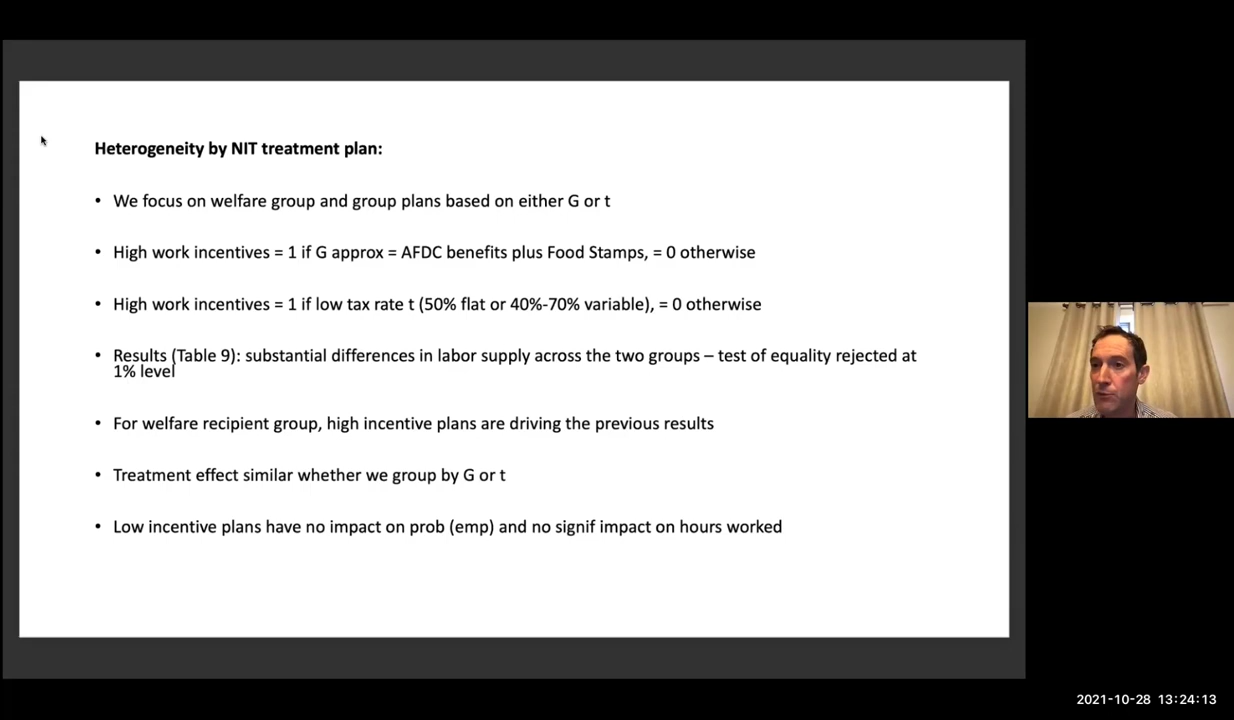 Heterogeneity by NIT treatment plan:
• We focus on welfare group and group plans based on either G or t
• High work incentives = 1 if G approx = AFDC benefits plus Food Stamps, = 0 otherwise
• High work incentives = 1 if low tax rate t (50% flat or 40%-70% variable), = 0 otherwise
• Results (Table 9): substantial differences in labor supply across the two groups – test of equality rejected at
1% level
• For welfare recipient group, high incentive plans are driving the previous results
• Treatment effect similar whether we group by G or t
• Low incentive plans have no impact on prob (emp) and no signif impact on hours worked
2021-10-28 13:24:13